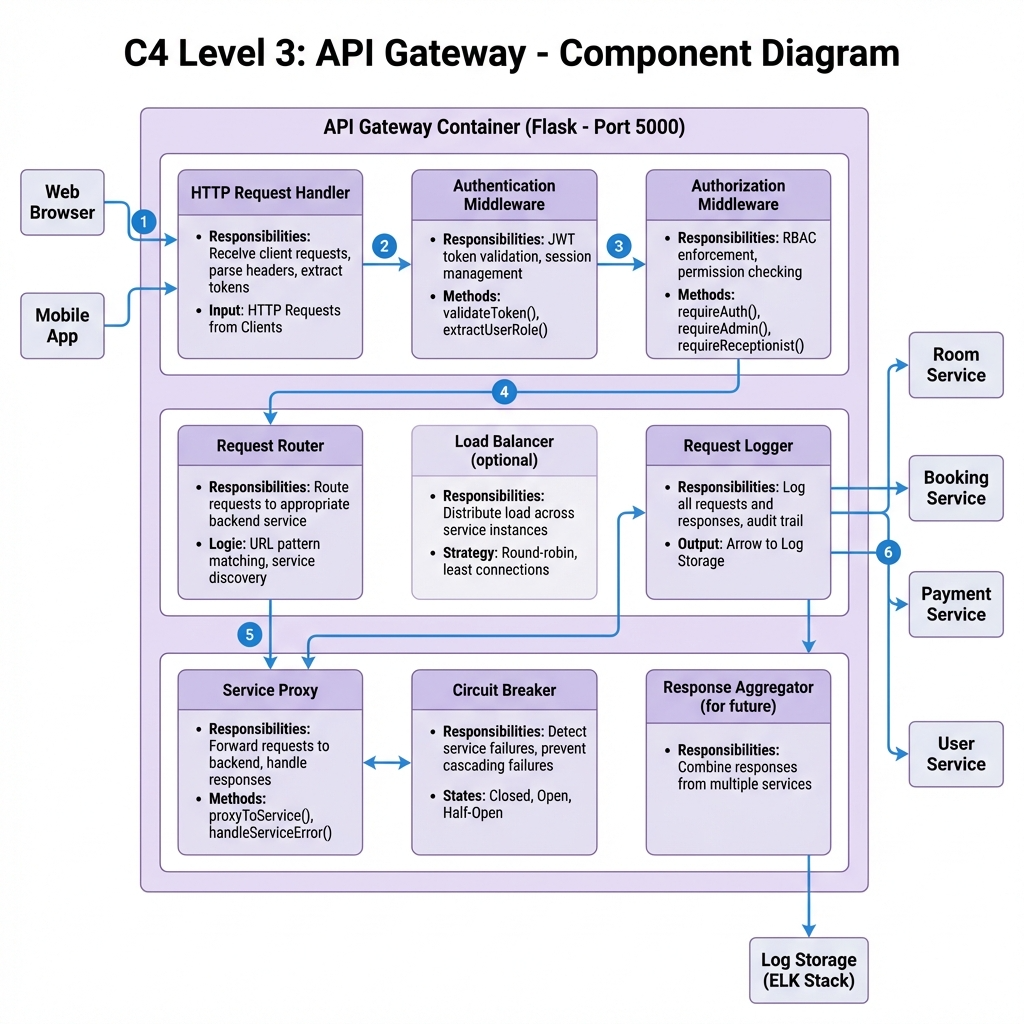 C4 Level 3: API Gateway - Component Diagram
API Gateway Container (Flask - Port 5000)
Web
Browser
Mobile
App
1
HTTP Request Handler
• Responsibilities:
Receive client requests,
parse headers, extract
tokens
• Input: HTTP Requests
from Clients
2
Authentication
Middleware
• Responsibilities: JWT
token validation, session
management
• Methods:
validateToken(),
extractUserRole()
3
Authorization
Middleware
• Responsibilities: RBAC
enforcement,
permission checking
• Methods:
requireAuth(),
requireAdmin(),
requireReceptionist()
4
Request Router
• Responsibilities: Route
requests to appropriate
backend service
• Logie: URL pattern
matching, service
discovery
Load Balancer
(optional)
• Responsibilities:
Distribute load across
service instances
• Strategy: Round-robin,
least connections
Request Logger
• Responsibilities: Log
all requests and
responses, audit trail
• Output: Arrow to Log
Storage
5
Service Proxy
• Responsibilities:
Forward requests to
backend, handle
responses
• Methods:
proxyToService(),
handleServiceError()
Circuit Breaker
• Responsibilities: Detect
service failures, prevent
cascading failures
• States: Closed, Open,
Half-Open
Response Aggregator
(for future)
• Responsibilities:
Combine responses
from multiple services
6
Room
Service
Booking
Service
Payment
Service
User
Service
Log Storage
(ELK Stack)